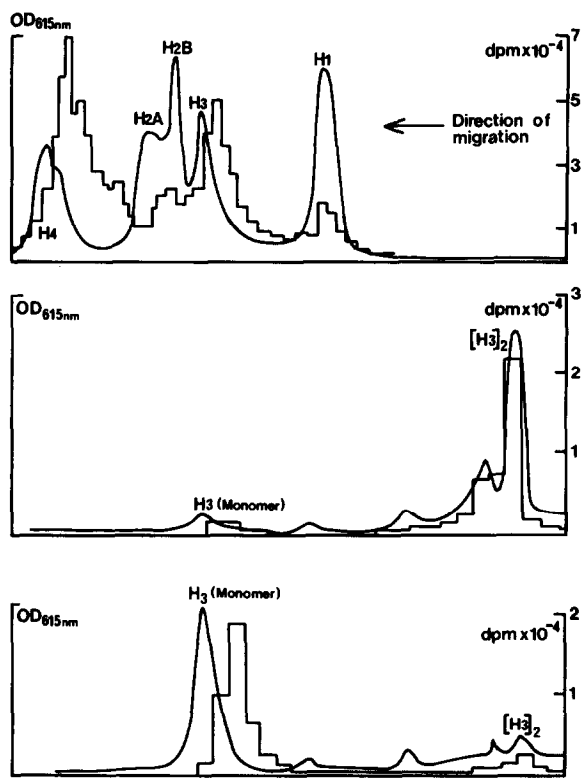 OD615nm
dpm×10-4
7
5
3
1
H4
H2A
H2B
H3
H1
Direction of
migration
OD615nm
dpm×10-4
3
2
1
[H3]2
H3 (Monomer)
OD615nm
dpm×10-4
2
1
H3 (Monomer)
[H3]2